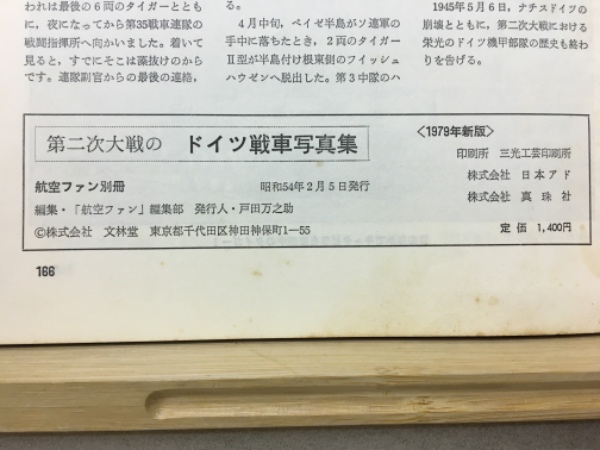 われは最後の6両のタイガーととも
に，夜になってから第35戦車連隊の
戦闘指揮所へ向かいました。着いて
見ると，すでにそこは藻抜けのから
です。連隊副官からの最後の連絡，
る。
4月中旬，ペイゼ半島がソ連軍の
手中に落ちたとき，2両のタイガー
Ⅱ型が半島付け根東側のフィッシュ
ハウゼンへ脱出した。第3中隊のハ
1945年5月6日，ナチスドイツの
崩壊とともに，第二次大戦における
栄光のドイツ機甲部隊の歴史も終わ
りを告げる。
第二次大戦の ドイツ戦車写真集
航空ファン別冊 昭和54年2月5日発行
編集・「航空ファン」編集部 発行人・戸田万之助
©株式会社 文林堂 東京都千代田区神田神保町1—55
〈1979年新版〉
印刷所 三光工芸印刷所
株式会社 日本アド
株式会社 真珠社
定価 1,400円
166